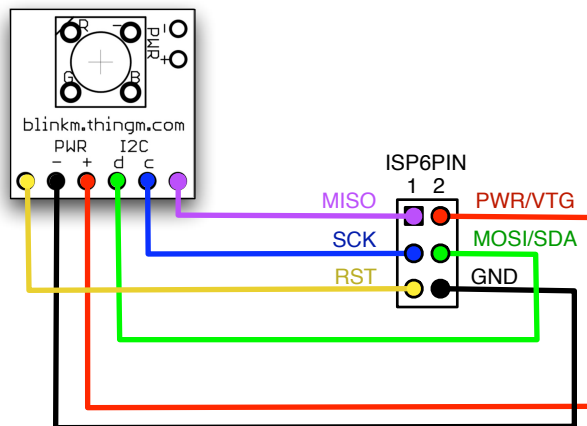 R - - PWR +
G B
blinkm.thingm.com
PWR I2C
- + d c
ISP6PIN
1 2
MISO PWR/VTG
SCK MOSI/SDA
RST GND